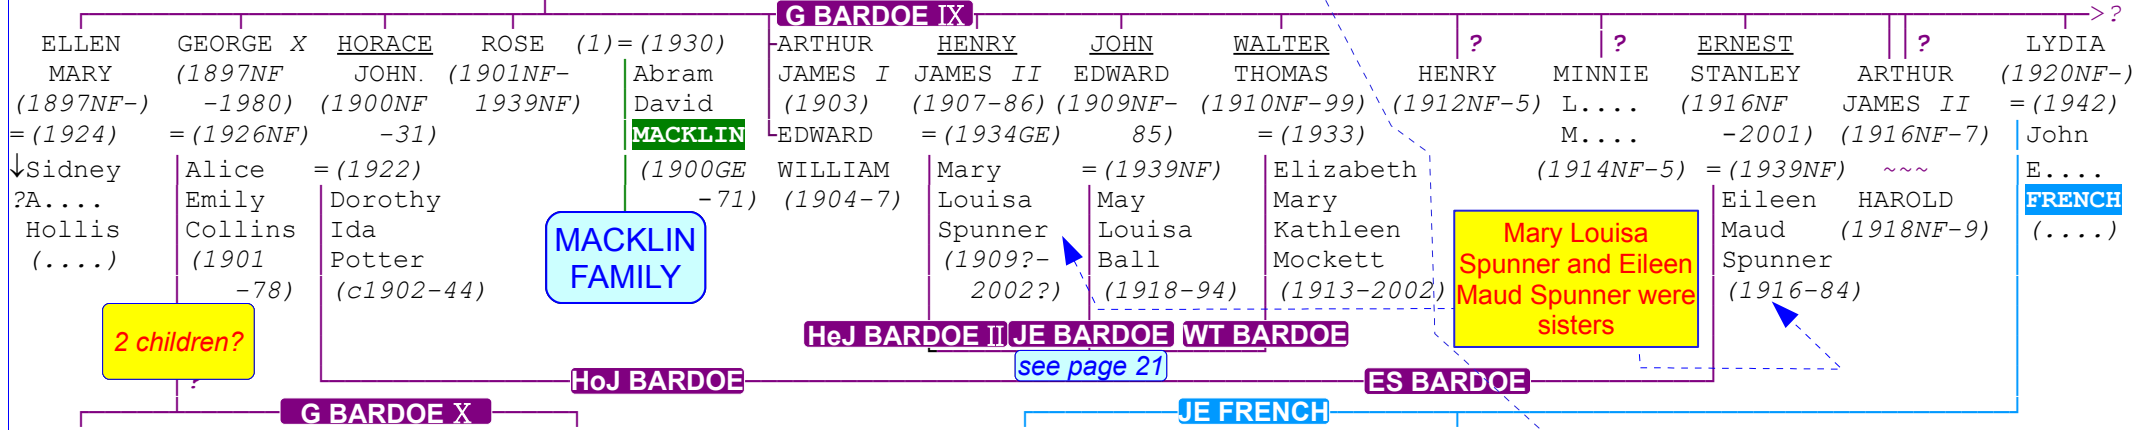 G BARDOE IX
>?
ELLEN
MARY
(1897NF-)
=(1924)
↓Sidney
?A....
Hollis
(....)
GEORGE X
(1897NF
-1980)
=(1926NF)
Alice
Emily
Collins
(1901
-78)
HORACE
JOHN.
(1900NF
-31)
=(1922)
Dorothy
Ida
Potter
(c1902-44)
ROSE
(1901NF-
1939NF)
(1)=(1930)
Abram
David
MACKLIN
(1900GE
-71)
MACKLIN
FAMILY
ARTHUR
JAMES I
(1903)
EDWARD
WILLIAM
(1904-7)
HENRY
JAMES II
(1907-86)
=(1934GE)
Mary
Louisa
Spunner
(1909?-
2002?)
JOHN
EDWARD
(1909NF-
85)
=(1939NF)
May
Louisa
Ball
(1918-94)
WALTER
THOMAS
(1910NF-99)
=(1933)
Elizabeth
Mary
Kathleen
Mockett
(1913-2002)
?
HENRY
(1912NF-5)
?
MINNIE
L....
M....
(1914NF-5)
ERNEST
STANLEY
(1916NF
-2001)
=(1939NF)
Eileen
Maud
Spunner
(1916-84)
?
ARTHUR
JAMES II
(1916NF-7)
~~~
HAROLD
(1918NF-9)
LYDIA
(1920NF-)
=(1942)
John
E....
FRENCH
(....)
Mary Louisa
Spunner and Eileen
Maud Spunner were
sisters
2 children?
?
HeJ BARDOE II
JE BARDOE
WT BARDOE
see page 21
HoJ BARDOE
ES BARDOE
G BARDOE X
JE FRENCH